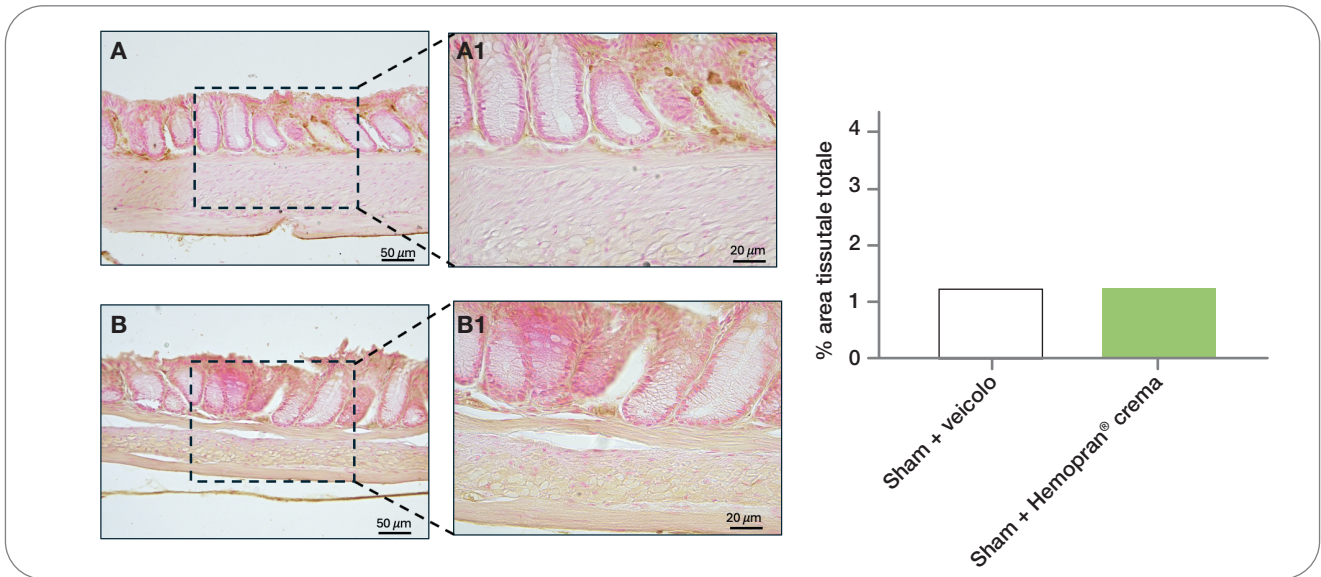 A
50 µm
A1
20 µm
B
50 µm
B1
20 µm
% area tissutale totale
4
3
2
1
0
Sham + veicolo
Sham + Hemopran® crema